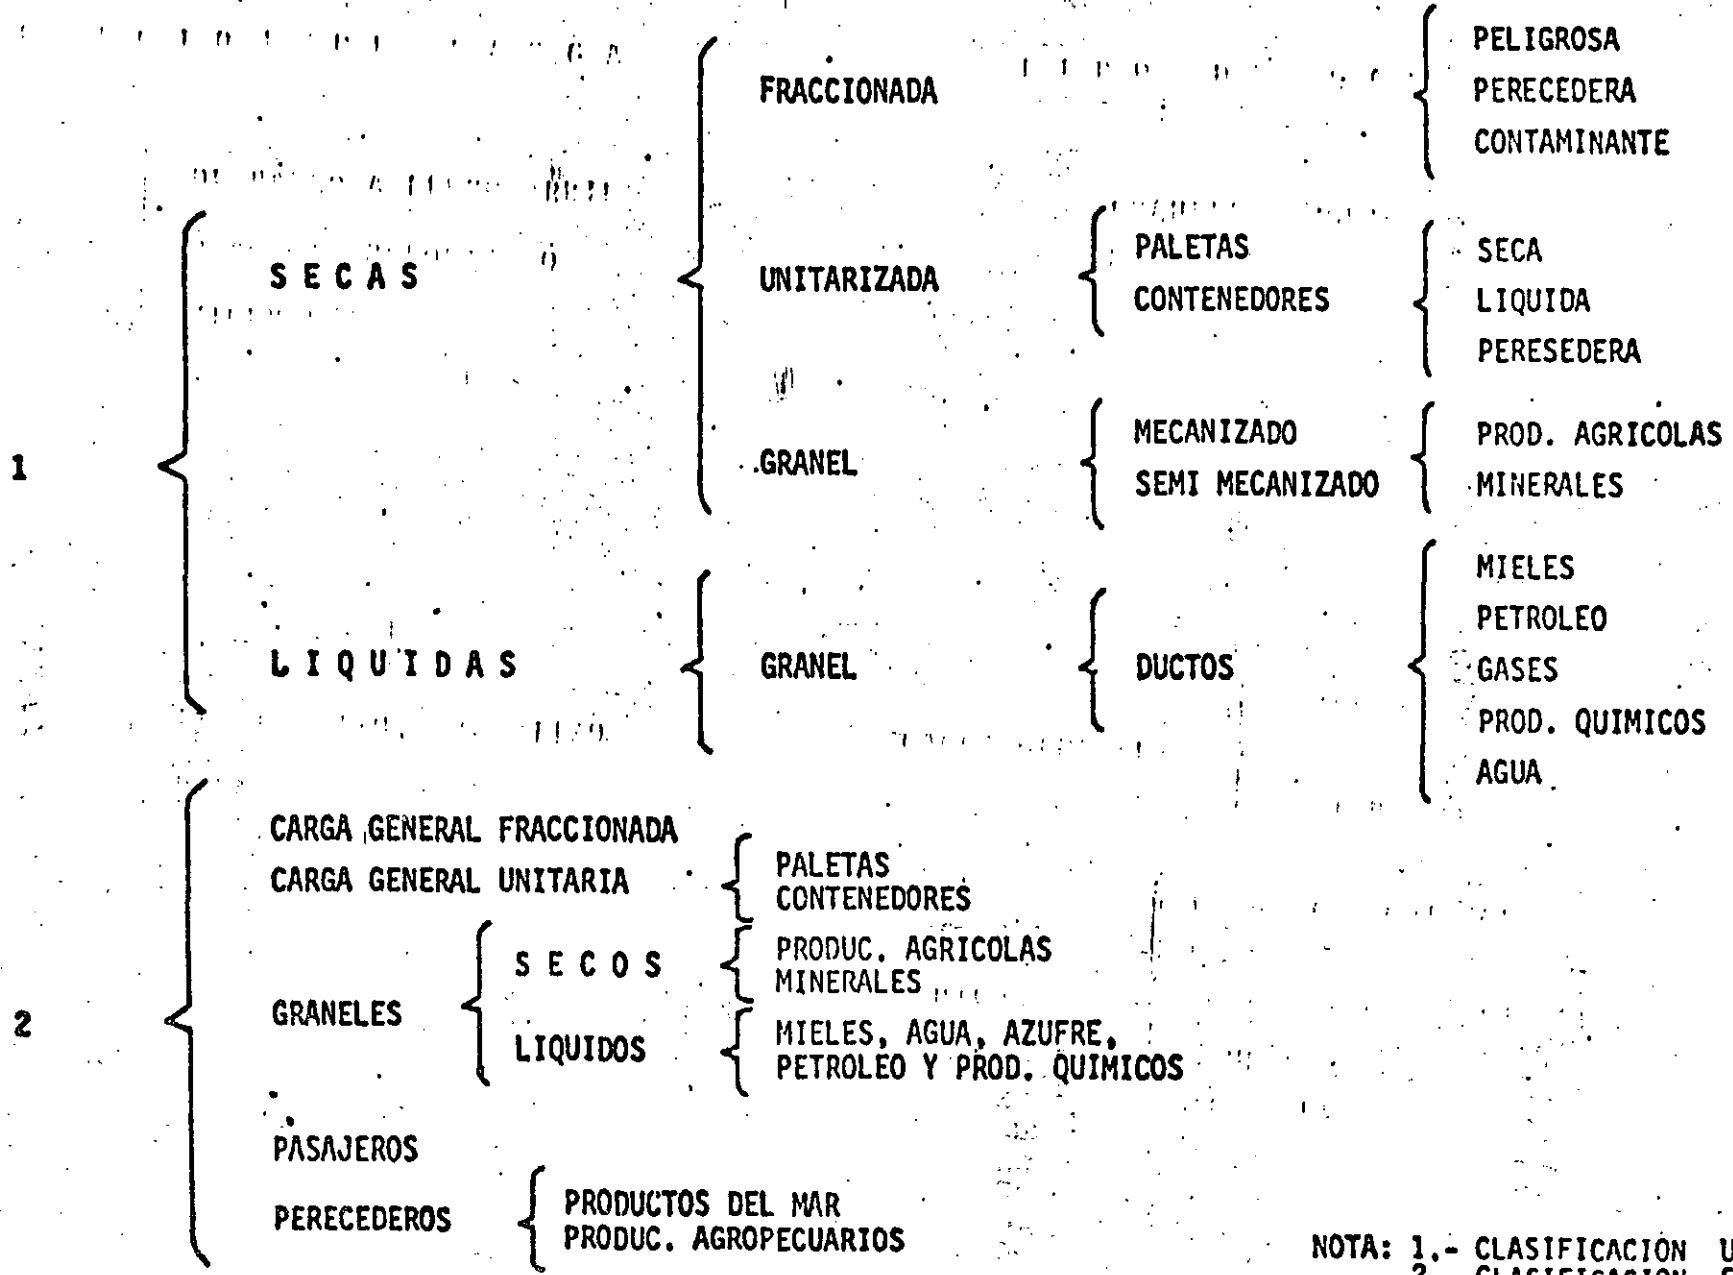 PELIGROSA
FRACCIONADA
PERECEDERA
CONTAMINANTE
1
SECAS
UNITARIZADA
PALETAS
CONTENEDORES
SECA
LIQUIDA
PERESEDERA
GRANEL
MECANIZADO
SEMI MECANIZADO
PROD. AGRICOLAS
MINERALES
LIQUIDAS
GRANEL
DUCTOS
MIELES
PETROLEO
GASES
PROD. QUIMICOS
AGUA
2
CARGA GENERAL FRACCIONADA
CARGA GENERAL UNITARIA
PALETAS
CONTENEDORES
GRANELES
SECOS
PRODUC. AGRICOLAS
MINERALES
LIQUIDOS
MIELES, AGUA, AZUFRE,
PETROLEO Y PROD. QUIMICOS
PASAJEROS
PERECEDEROS
PRODUCTOS DEL MAR
PRODUC. AGROPECUARIOS
NOTA: 1.- CLASIFICACION